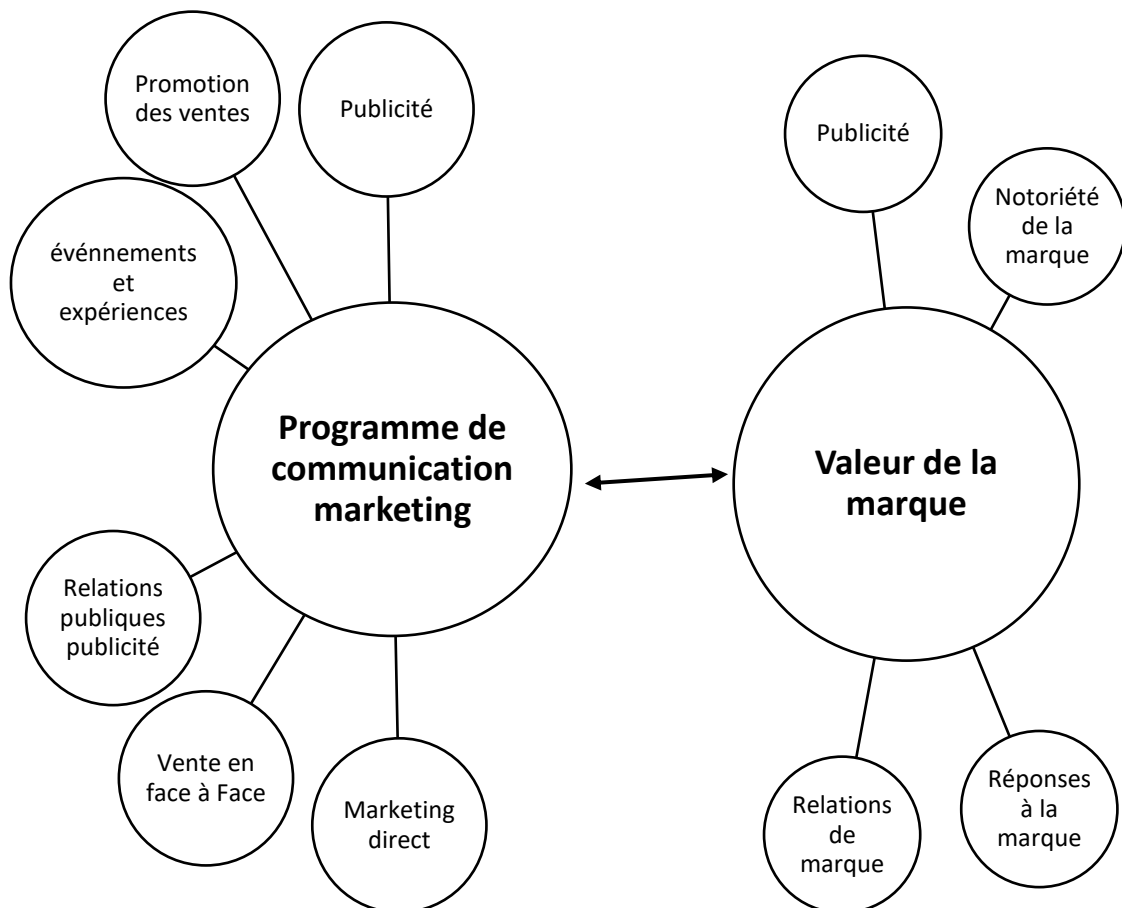 Promotion
des ventes
Publicité
événnements
et
expériences
Programme de
communication
marketing
Relations
publiques
publicité
Vente en
face à Face
Marketing
direct
Publicité
Notoriété
de la
marque
Valeur de la
marque
Relations
de
marque
Réponses
à la
marque